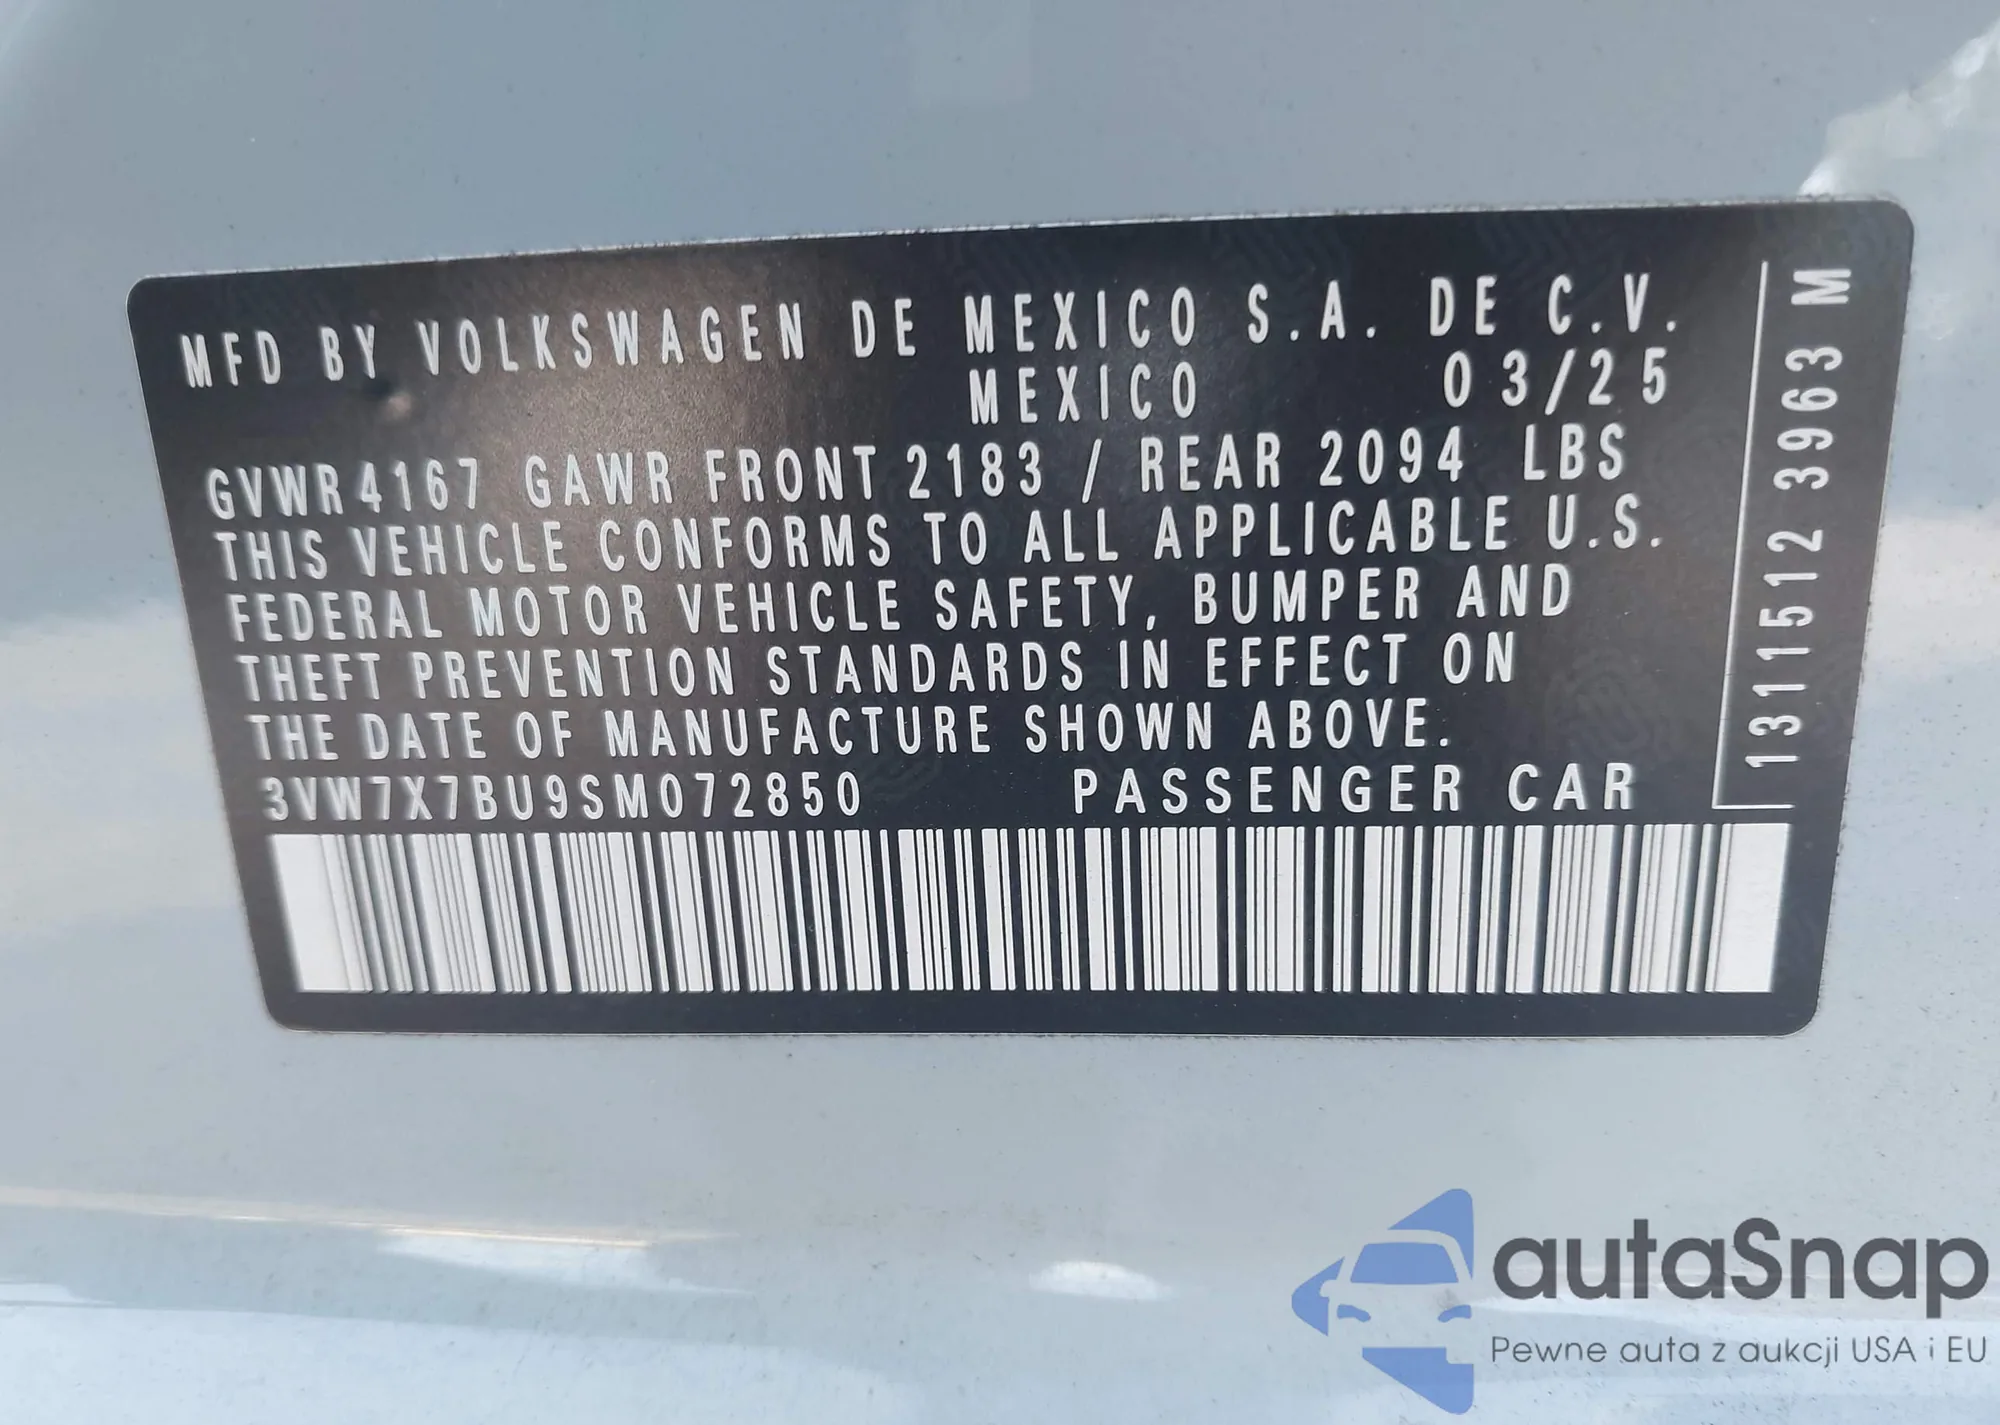 MFD BY VOLKSWAGEN DE MEXICO S.A. DE C.V.
MEXICO 03/25
GVWR 4167 GAWR FRONT 2183 / REAR 2094 LBS
THIS VEHICLE CONFORMS TO ALL APPLICABLE U.S.
FEDERAL MOTOR VEHICLE SAFETY, BUMPER AND
THEFT PREVENTION STANDARDS IN EFFECT ON
THE DATE OF MANUFACTURE SHOWN ABOVE.
3VW7X7BU9SM072850 PASSENGER CAR
1311512 3963 M
autaSnap
Pewne auta z aukcji USA i EU